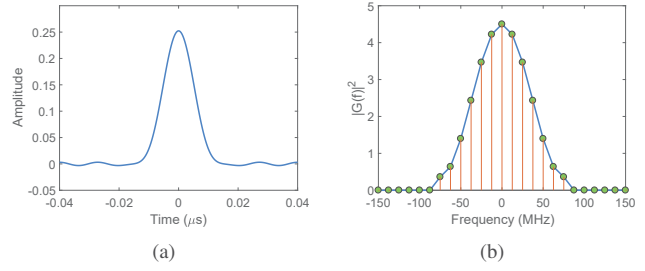 0.25
0.2
0.15
0.1
0.05
0
-0.05
Amplitude
-0.04 -0.02 0 0.02 0.04
Time (μs)
(a)
5
4
3
2
1
0
|G(f)|²
-150 -100 -50 0 50 100 150
Frequency (MHz)
(b)